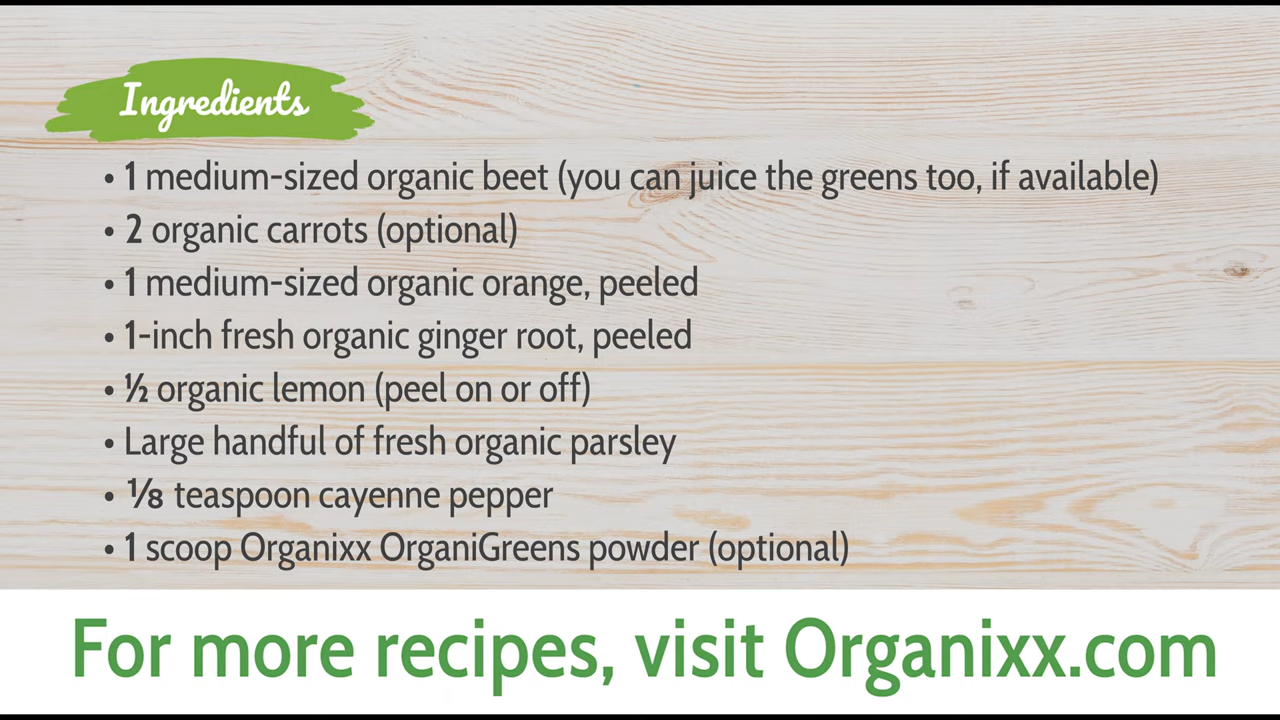 Ingredients
• 1 medium-sized organic beet (you can juice the greens too, if available)
• 2 organic carrots (optional)
• 1 medium-sized organic orange, peeled
• 1-inch fresh organic ginger root, peeled
• ½ organic lemon (peel on or off)
• Large handful of fresh organic parsley
• ⅛ teaspoon cayenne pepper
• 1 scoop Organixx OrganiGreens powder (optional)
For more recipes, visit Organixx.com